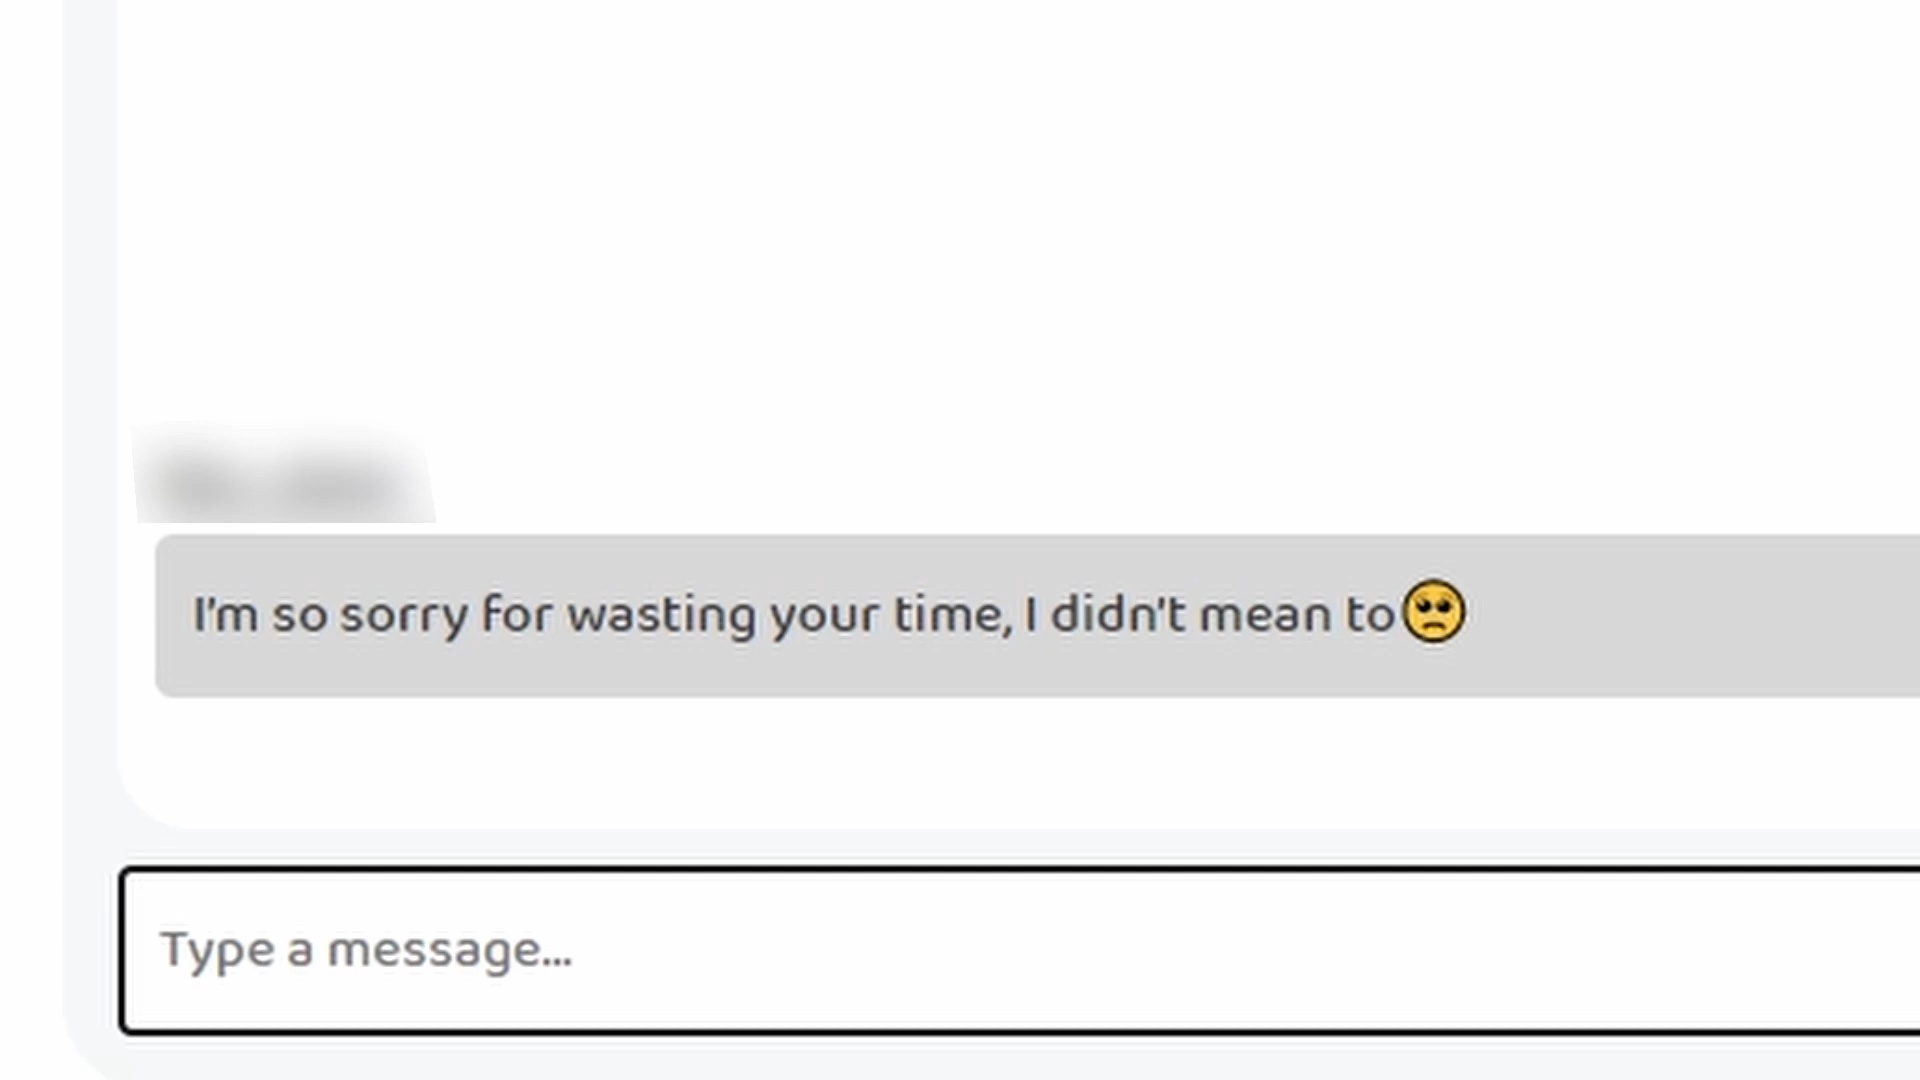 I'm so sorry for wasting your time, I didn't mean to🥺
Type a message...